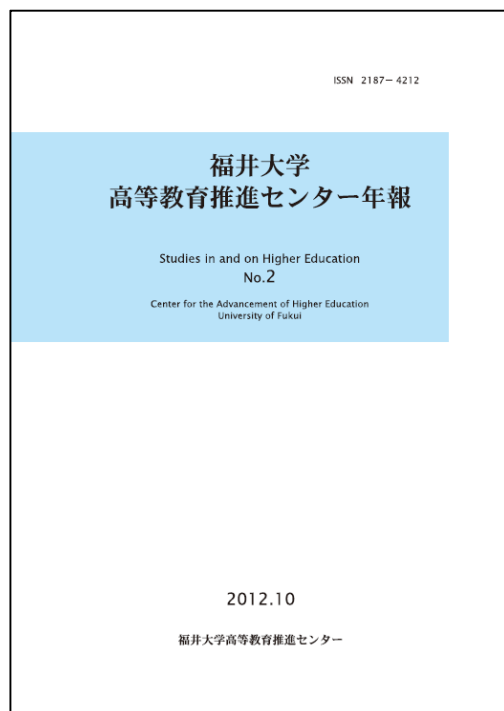 ISSN 2187－4212
福井大学
高等教育推進センター年報
Studies in and on Higher Education
No.2
Center for the Advancement of Higher Education
University of Fukui
2012.10
福井大学高等教育推進センター